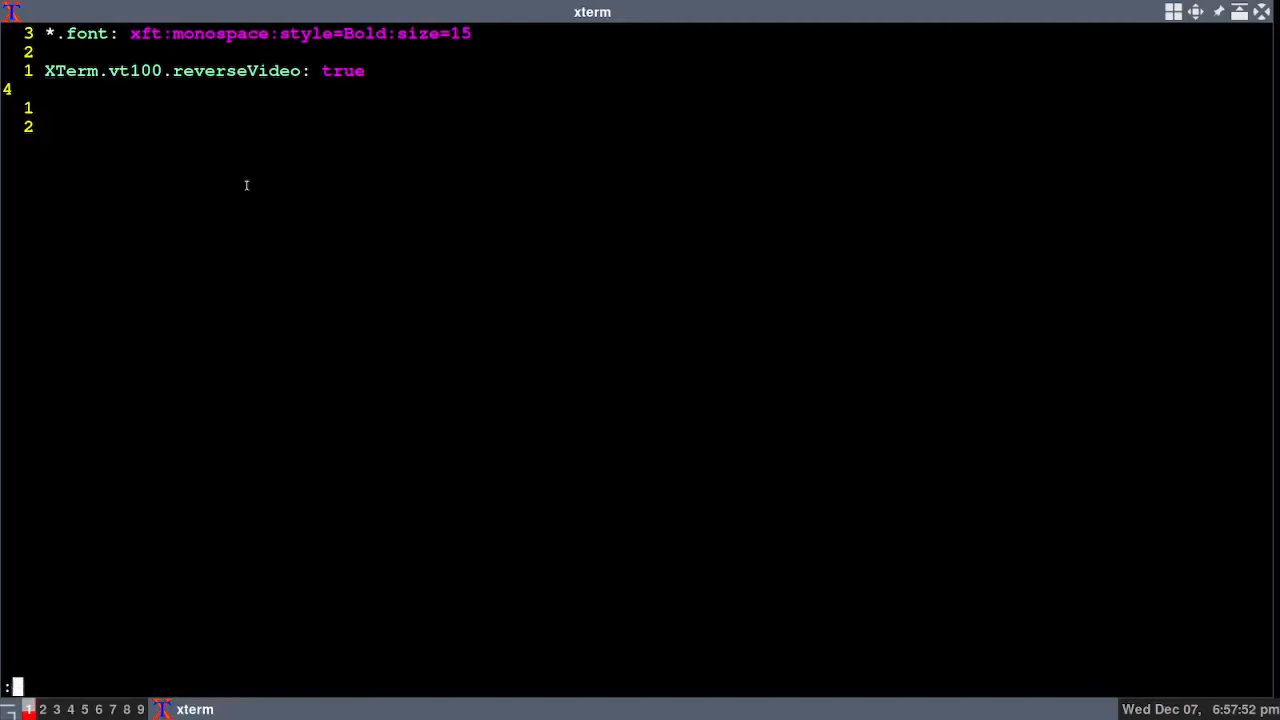 xterm
3 *.font: xft:monospace:style=Bold:size=15
2
1 XTerm.vt100.reverseVideo: true
4
1
2
:
1 2 3 4 5 6 7 8 9 xterm Wed Dec 07, 6:57:52 pm